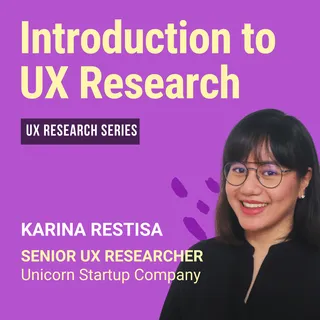 Introduction to
UX Research
UX RESEARCH SERIES
KARINA RESTISA
SENIOR UX RESEARCHER
Unicorn Startup Company